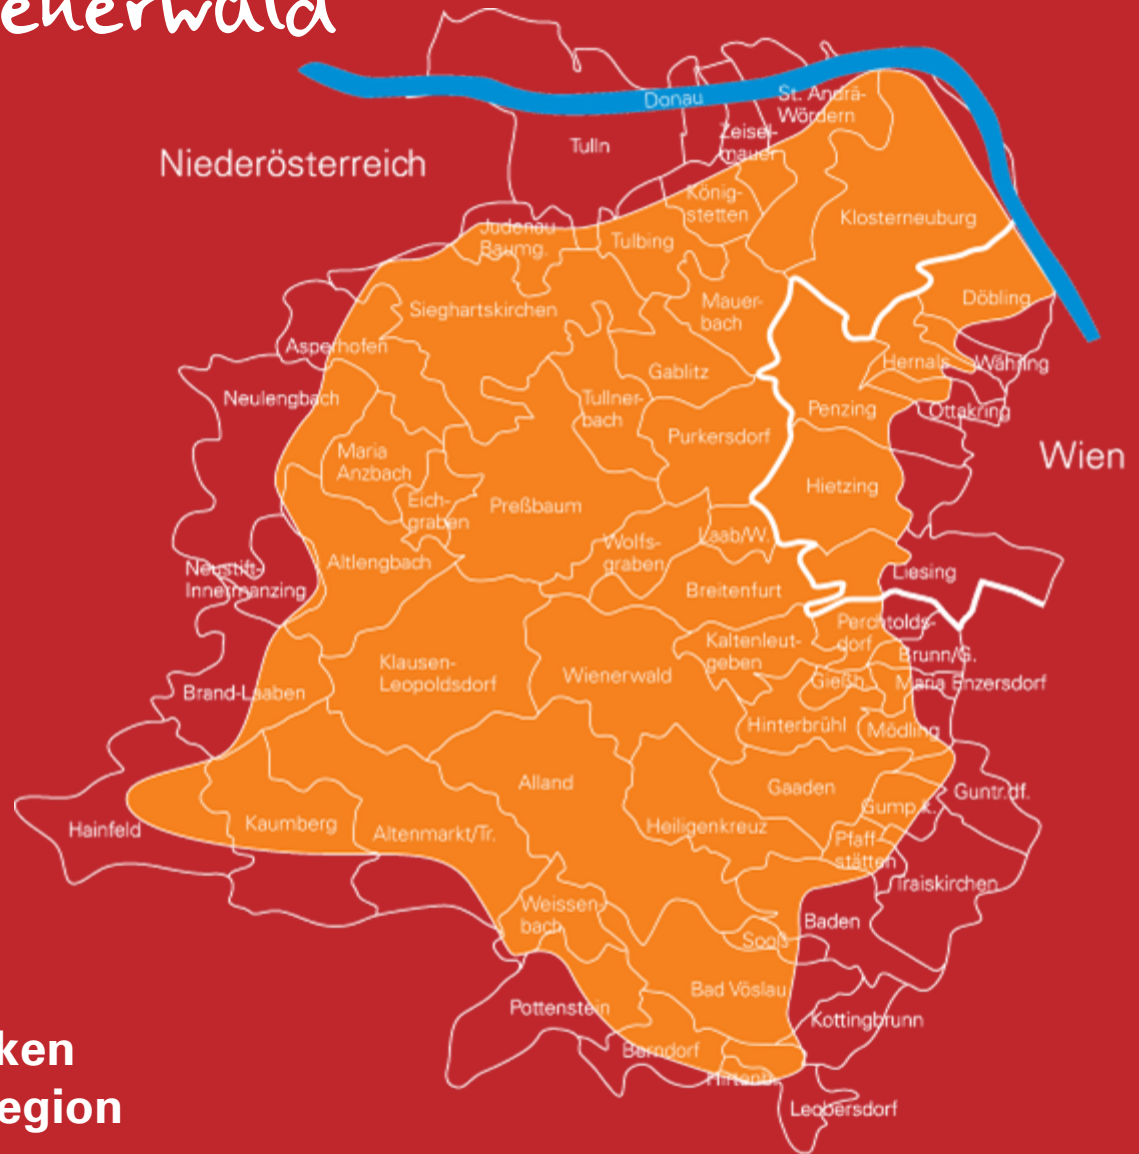 enerwald
Donau
St. Andrä-
Wördern
Zeisel-
mauer
Tulln
Niederösterreich
König-
stetten
Klosterneuburg
Judenau
Baumg.
Tulbing
Döbling
Sieghartskirchen
Mauer-
bach
Asperhofen
Hernals
Währing
Gablitz
Neulengbach
Tullner-
bach
Penzing
Ottakring
Purkersdorf
Wien
Maria
Anzbach
Hietzing
Eich-
graben
Preßbaum
Laab/W.
Wolfs-
graben
Altlengbach
Neustift-
Innermanzing
Liesing
Breitenfurt
Perchtolds-
dorf
Kaltenleut-
geben
Brunn/G.
Klausen-
Leopoldsdorf
Wienerwald
Gießh.
Maria Enzersdorf
Brand-Laaben
Hinterbrühl
Mödling
Alland
Gaaden
Guntr.df.
Gump.k.
Hainfeld
Kaumberg
Altenmarkt/Tr.
Heiligenkreuz
Pfaff-
stätten
Traiskirchen
Weissen-
bach
Baden
Sooß
Bad Vöslau
Pottenstein
Kottingbrunn
Berndorf
Hirtenb.
Leobersdorf
ken
egion